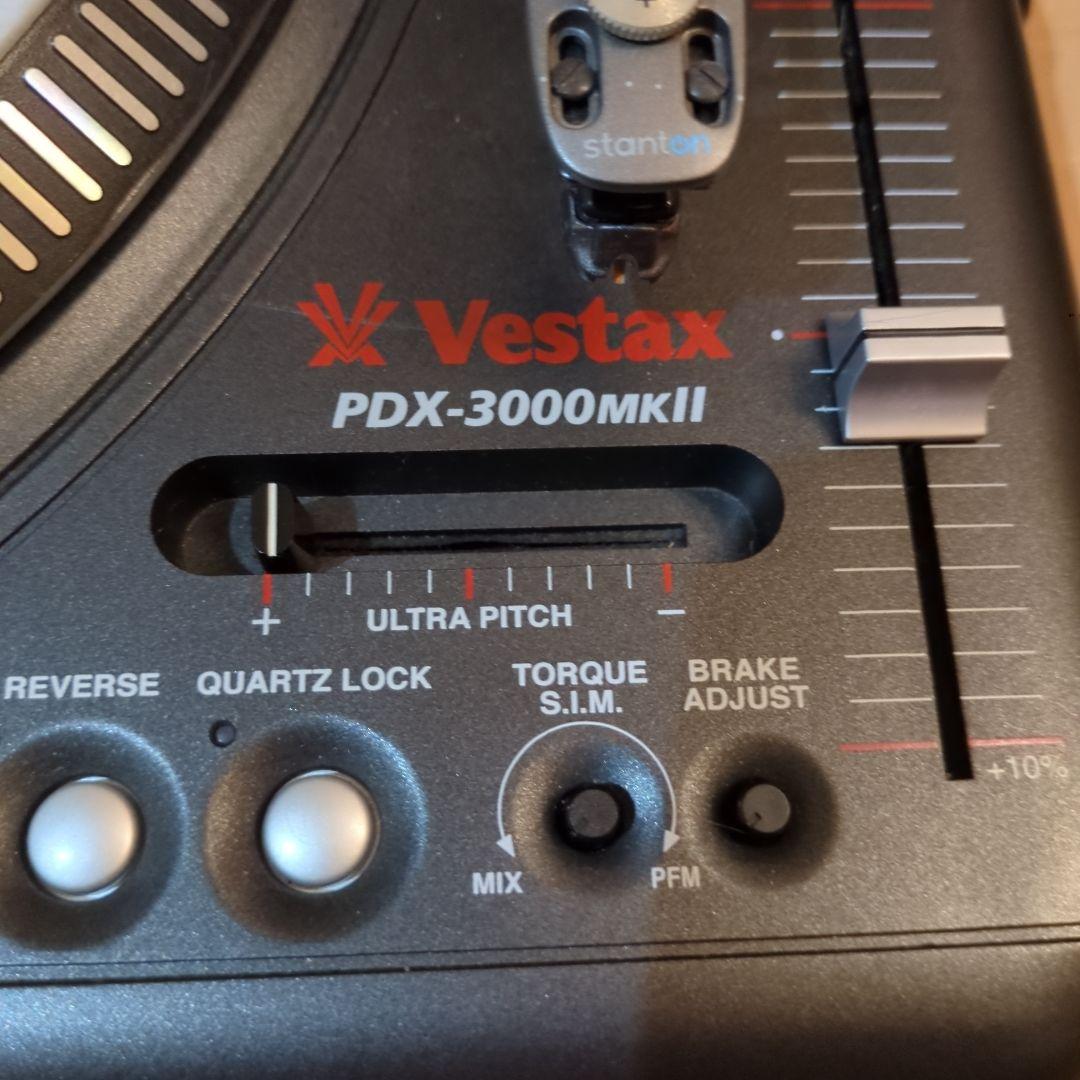 stanton
Vestax
PDX-3000MKII
+
−
ULTRA PITCH
REVERSE
QUARTZ LOCK
TORQUE
S.I.M.
BRAKE
ADJUST
+10%
MIX
PFM